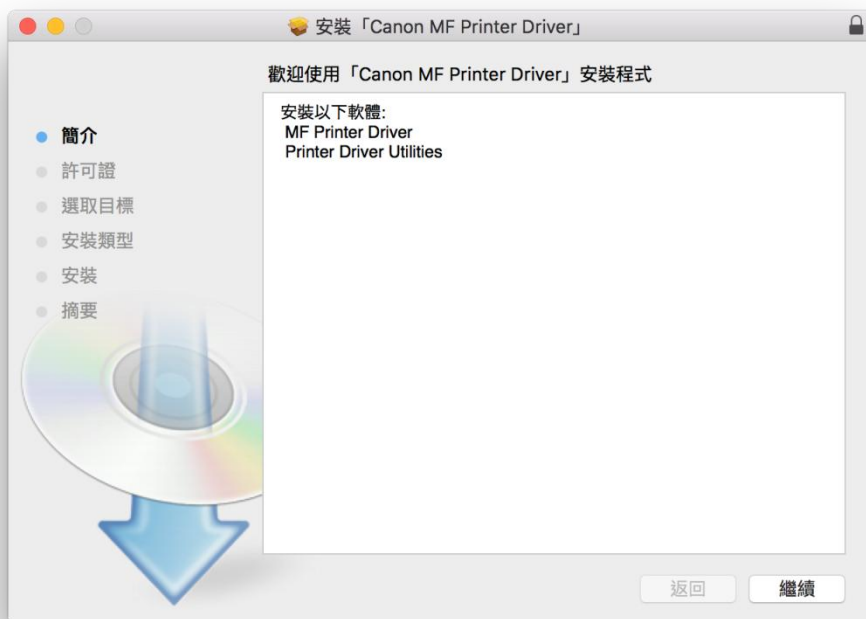 安裝「Canon MF Printer Driver」
歡迎使用「Canon MF Printer Driver」安裝程式
簡介
許可證
選取目標
安裝類型
安裝
摘要
安裝以下軟體:
MF Printer Driver
Printer Driver Utilities
返回
繼續